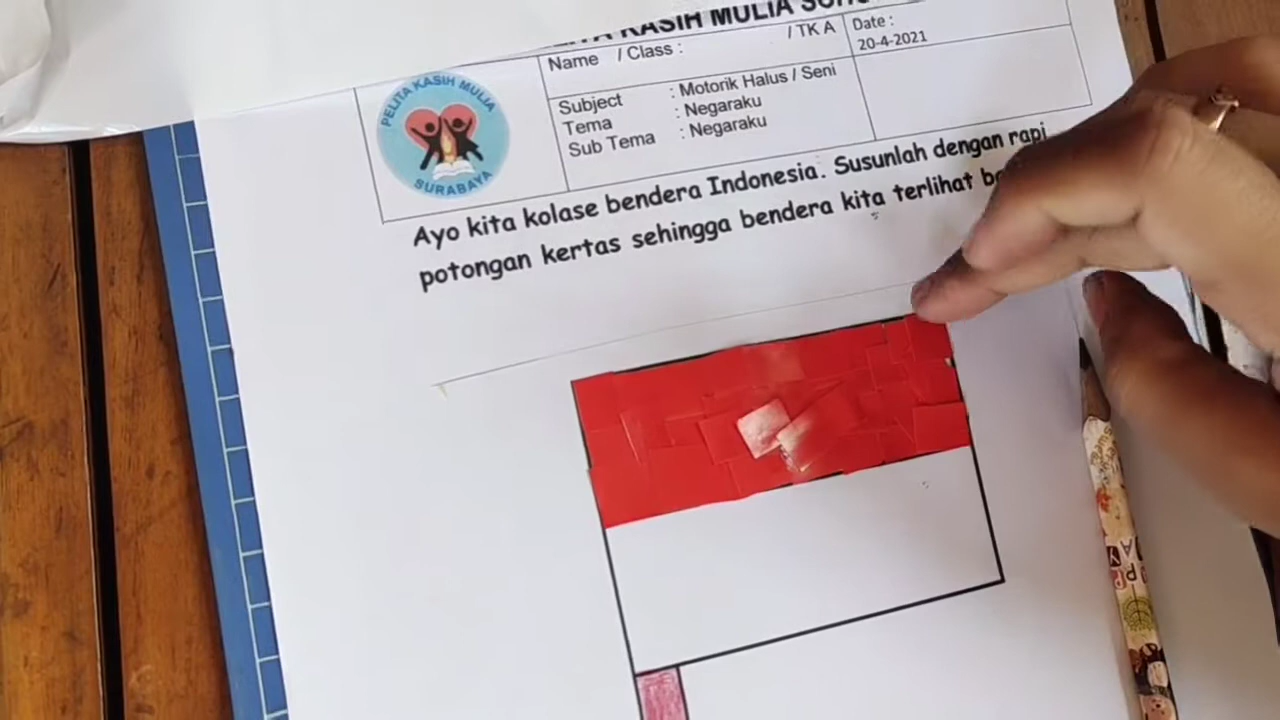 KASIH MULIA
Name / Class : / TK A
Date :
20-4-2021
Subject : Motorik Halus / Seni
Tema : Negaraku
Sub Tema : Negaraku
PELITA KASIH MULIA
SURABAYA
Ayo kita kolase bendera Indonesia. Susunlah dengan rapi
potongan kertas sehingga bendera kita terlihat